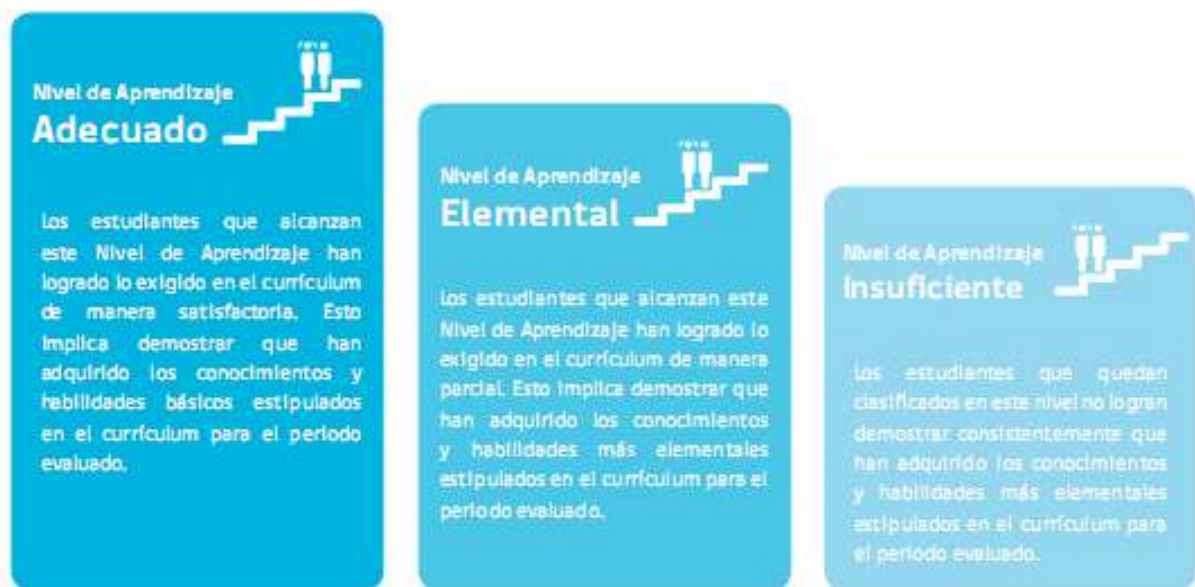 Nivel de Aprendizaje
Adecuado
Los estudiantes que alcanzan
este Nivel de Aprendizaje han
logrado lo exigido en el currículum
de manera satisfactoria. Esto
implica demostrar que han
adquirido los conocimientos y
habilidades básicos estipulados
en el currículum para el periodo
evaluado.
Nivel de Aprendizaje
Elemental
Los estudiantes que alcanzan este
Nivel de Aprendizaje han logrado lo
exigido en el currículum de manera
parcial. Esto implica demostrar que
han adquirido los conocimientos
y habilidades más elementales
estipulados en el currículum para el
periodo evaluado.
Nivel de Aprendizaje
Insuficiente
Los estudiantes que quedan
clasificados en este nivel no logran
demostrar consistentemente que
han adquirido los conocimientos
y habilidades más elementales
estipulados en el currículum para
el periodo evaluado.